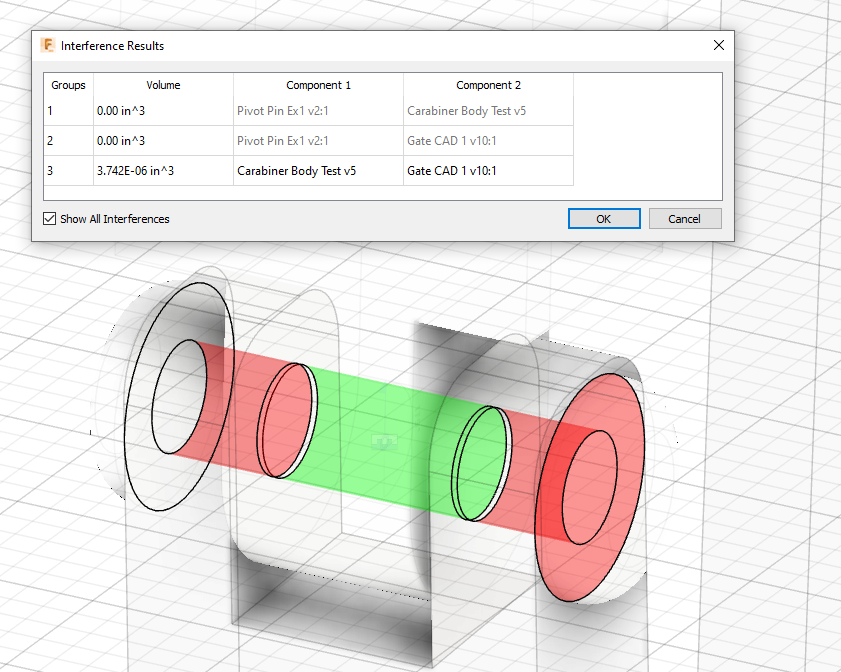 Interference Results
Groups Volume Component 1 Component 2
1 0.00 in^3 Pivot Pin Ex1 v2:1 Carabiner Body Test v5
2 0.00 in^3 Pivot Pin Ex1 v2:1 Gate CAD 1 v10:1
3 3.742E-06 in^3 Carabiner Body Test v5 Gate CAD 1 v10:1
Show All Interferences OK Cancel